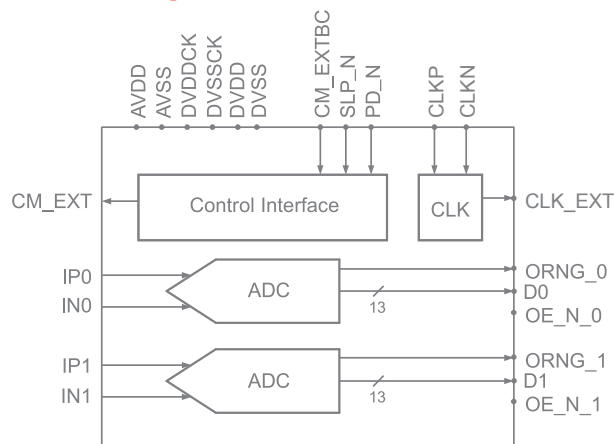 AVDD
AVSS
DVDDCK
DVSSCK
DVDD
DVSS
CM_EXTBC
SLP_N
PD_N
CLKP
CLKN
CM_EXT
Control Interface
CLK
CLK_EXT
IP0
IN0
ADC
13
ORNG_0
D0
OE_N_0
IP1
IN1
ADC
13
ORNG_1
D1
OE_N_1